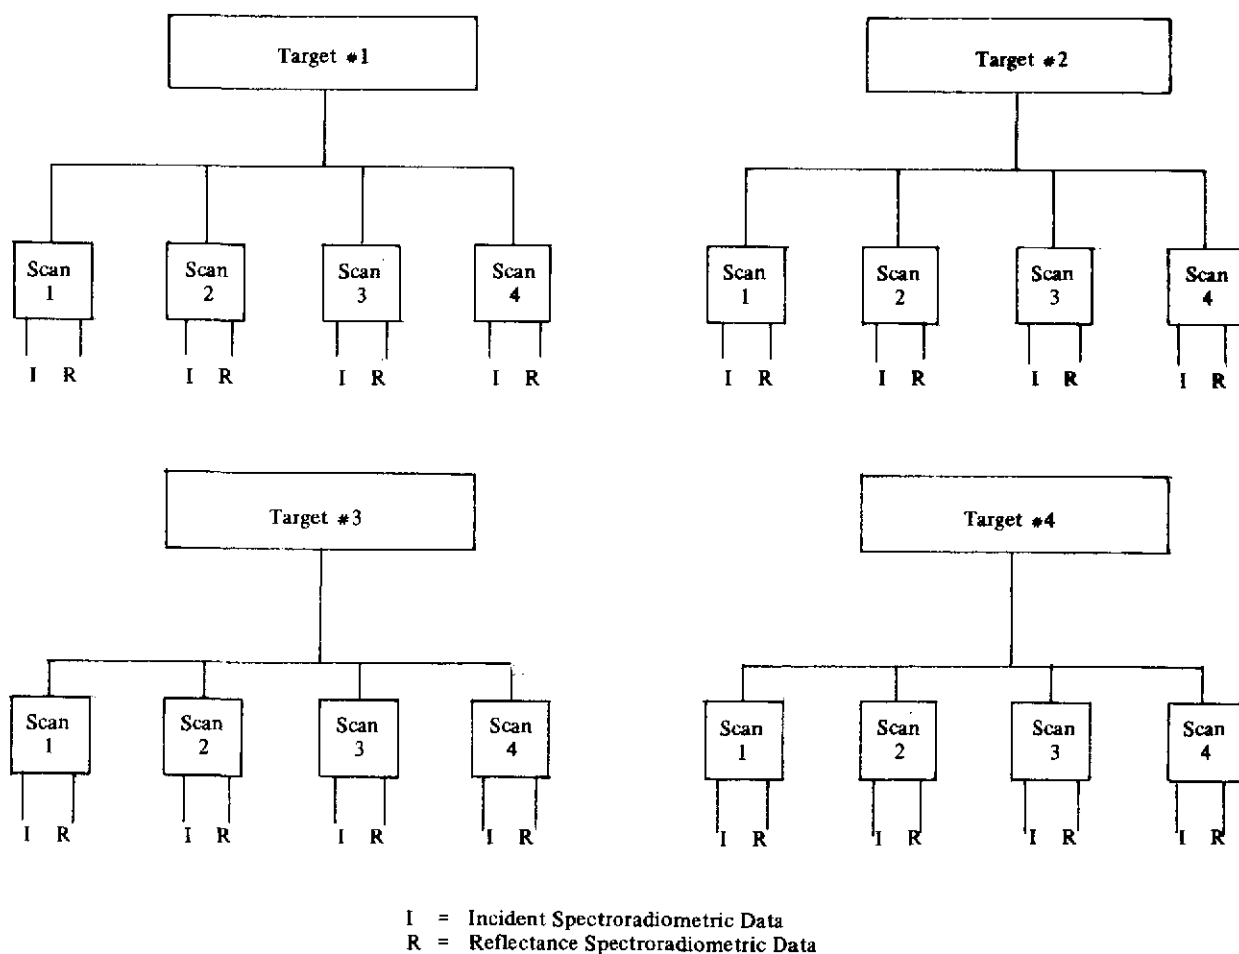 Target #1
Target #2
Scan 1
Scan 2
Scan 3
Scan 4
Scan 1
Scan 2
Scan 3
Scan 4
I R I R I R I R
I R I R I R I R
Target #3
Target #4
Scan 1
Scan 2
Scan 3
Scan 4
Scan 1
Scan 2
Scan 3
Scan 4
I R I R I R I R
I R I R I R I R
I = Incident Spectroradiometric Data
R = Reflectance Spectroradiometric Data